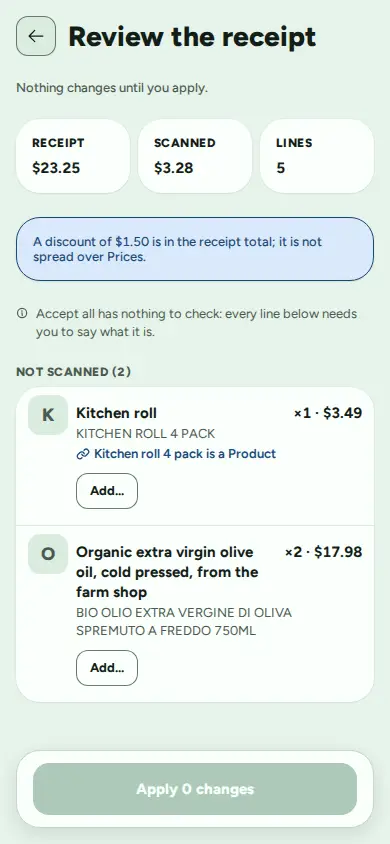 Review the receipt
Nothing changes until you apply.
RECEIPT
$23.25
SCANNED
$3.28
LINES
5
A discount of $1.50 is in the receipt total; it is not
spread over Prices.
Accept all has nothing to check: every line below needs
you to say what it is.
NOT SCANNED (2)
K
Kitchen roll
×1 · $3.49
KITCHEN ROLL 4 PACK
Kitchen roll 4 pack is a Product
Add...
O
Organic extra virgin olive
oil, cold pressed, from the
farm shop
×2 · $17.98
BIO OLIO EXTRA VERGINE DI OLIVA
SPREMUTO A FREDDO 750ML
Add...
Apply 0 changes